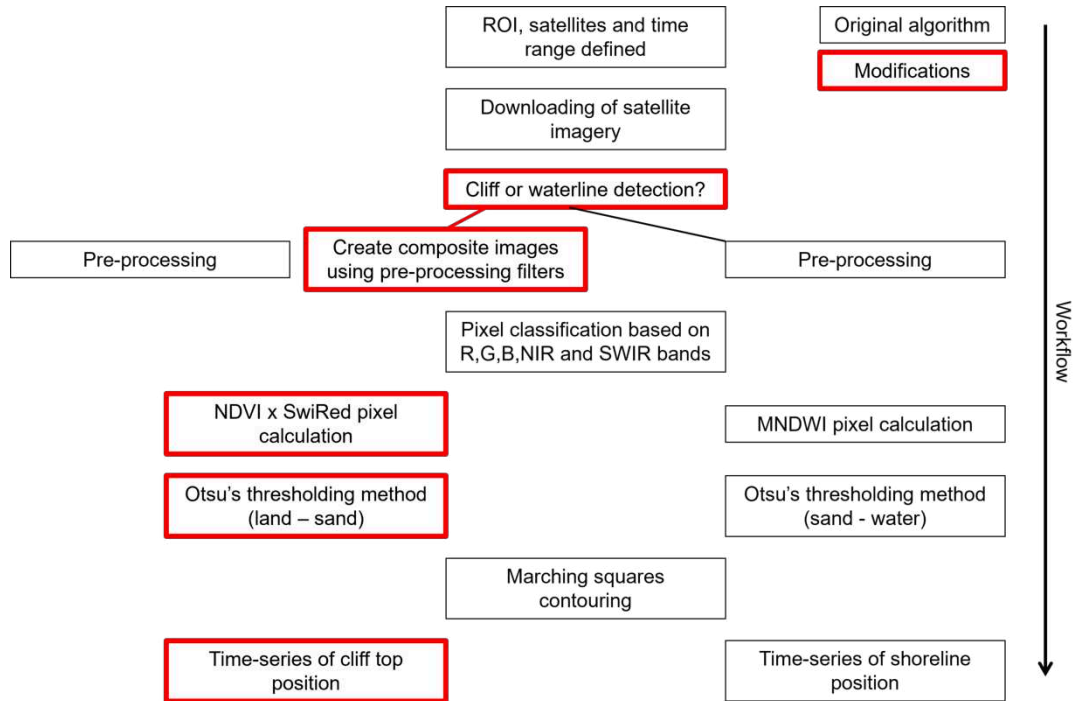 ROI, satellites and time
range defined
Original algorithm
Modifications
Downloading of satellite
imagery
Cliff or waterline detection?
Pre-processing
Create composite images
using pre-processing filters
Pre-processing
Pixel classification based on
R,G,B,NIR and SWIR bands
Workflow
NDVI x SwiRed pixel
calculation
MNDWI pixel calculation
Otsu’s thresholding method
(land – sand)
Otsu’s thresholding method
(sand - water)
Marching squares
contouring
Time-series of cliff top
position
Time-series of shoreline
position